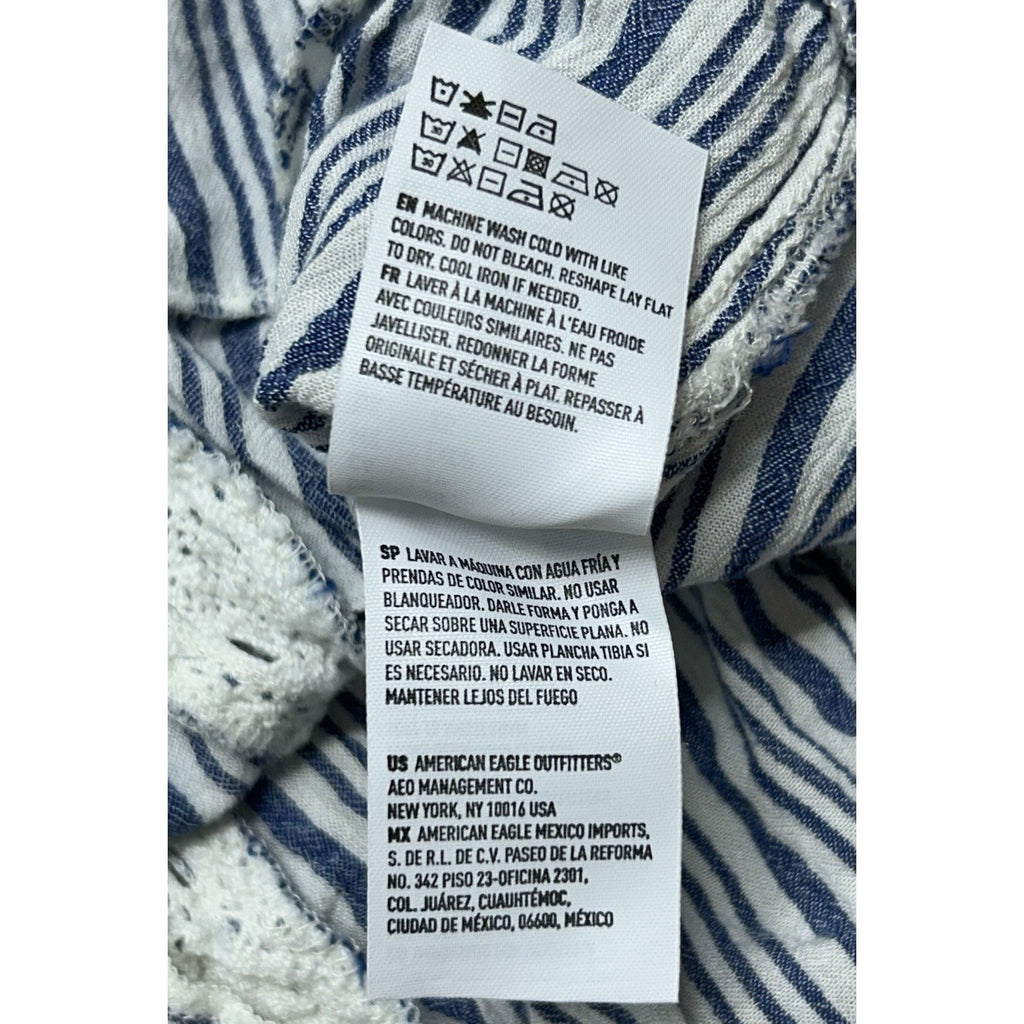 EN MACHINE WASH COLD WITH LIKE
COLORS. DO NOT BLEACH. RESHAPE LAY FLAT
TO DRY. COOL IRON IF NEEDED.
FR LAVER À LA MACHINE À L'EAU FROIDE
AVEC COULEURS SIMILAIRES. NE PAS
JAVELLISER. REDONNER LA FORME
ORIGINALE ET SÉCHER À PLAT. REPASSER À
BASSE TEMPÉRATURE AU BESOIN.
SP LAVAR A MÁQUINA CON AGUA FRÍA Y
PRENDAS DE COLOR SIMILAR. NO USAR
BLANQUEADOR. DARLE FORMA Y PONGA A
SECAR SOBRE UNA SUPERFICIE PLANA. NO
USAR SECADORA. USAR PLANCHA TIBIA SI
ES NECESARIO. NO LAVAR EN SECO.
MANTENER LEJOS DEL FUEGO
US AMERICAN EAGLE OUTFITTERS®
AEO MANAGEMENT CO.
NEW YORK, NY 10016 USA
MX AMERICAN EAGLE MEXICO IMPORTS,
S. DE R.L. DE C.V. PASEO DE LA REFORMA
NO. 342 PISO 23-OFICINA 2301,
COL. JUÁREZ, CUAUHTÉMOC,
CIUDAD DE MÉXICO, 06600, MÉXICO